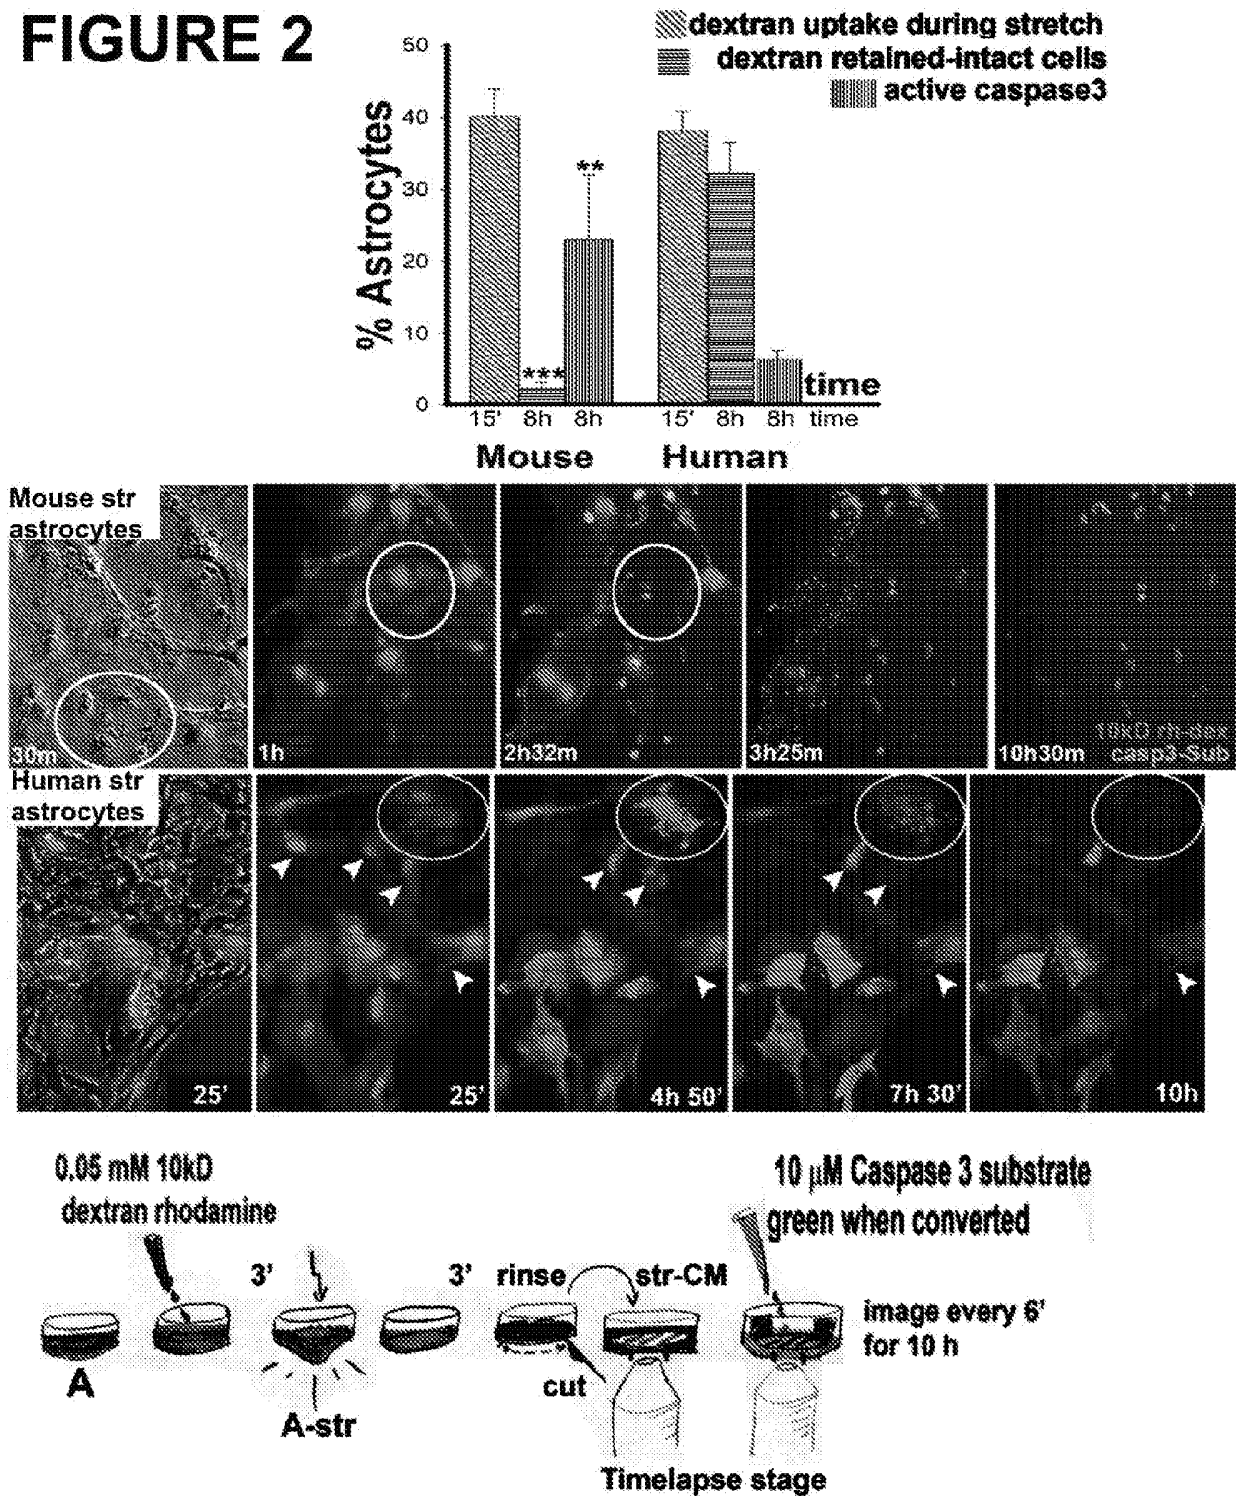 FIGURE 2
dextran uptake during stretch
dextran retained-intact cells
active caspase3
% Astrocytes
50
40
30
20
10
0
**
***
time
15' 8h 8h 15' 8h 8h time
Mouse Human
Mouse str
astrocytes
30m
1h
2h32m
3h25m
10h30m
10kD rh-dex
casp3-Sub
Human str
astrocytes
25'
25'
4h 50'
7h 30'
10h
0.05 mM 10kD
dextran rhodamine
10 µM Caspase 3 substrate
green when converted
3' 3' rinse str-CM
image every 6'
for 10 h
A
cut
A-str
Timelapse stage